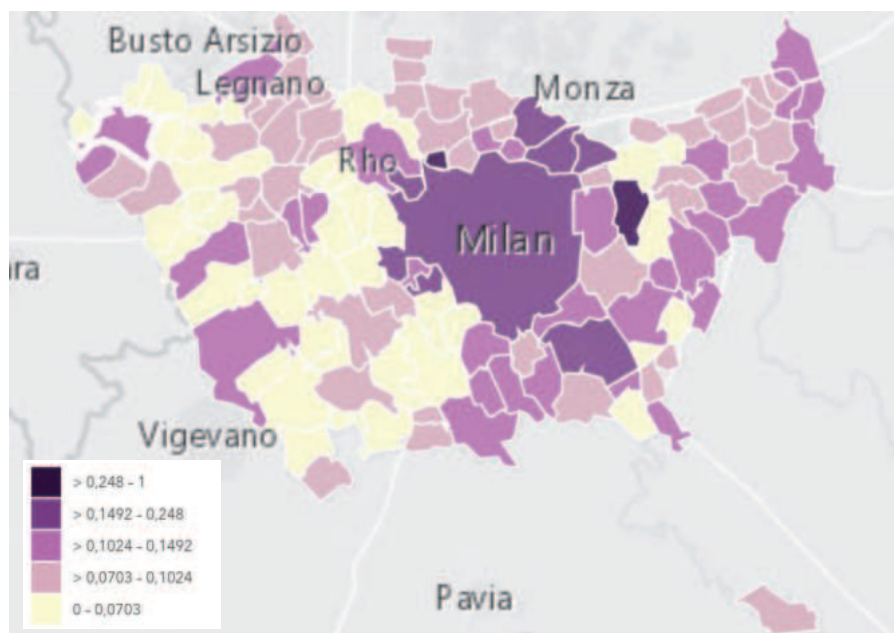 Busto Arsizio
Legnano
Monza
Rho
Milan
ara
Vigevano
> 0,248 - 1
> 0,1492 - 0,248
> 0,1024 - 0,1492
> 0,0703 - 0,1024
0 - 0,0703
Pavia